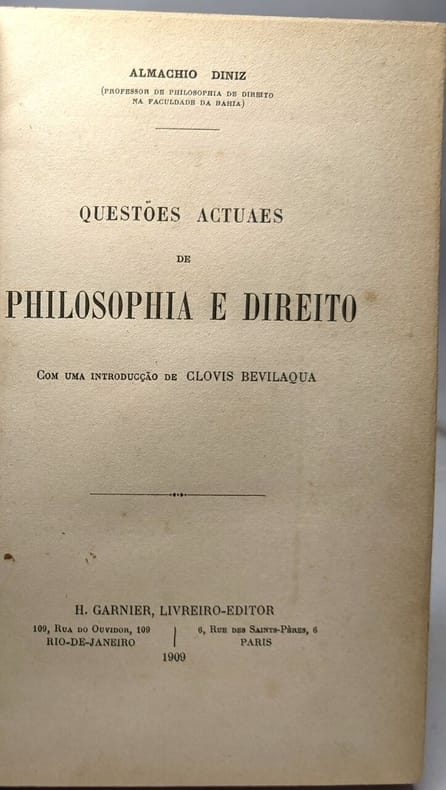 ALMACHIO DINIZ
(PROFESSOR DE PHILOSOPHIA DE DIREITO
NA FACULDADE DA BAHIA)
QUESTÕES ACTUAES
DE
PHILOSOPHIA E DIREITO
COM UMA INTRODUCÇÃO DE CLOVIS BEVILAQUA
H. GARNIER, LIVREIRO-EDITOR
109, RUA DO OUVIDOR, 109
RIO-DE-JANEIRO
6, RUE DES SAINTS-PÈRES, 6
PARIS
1909